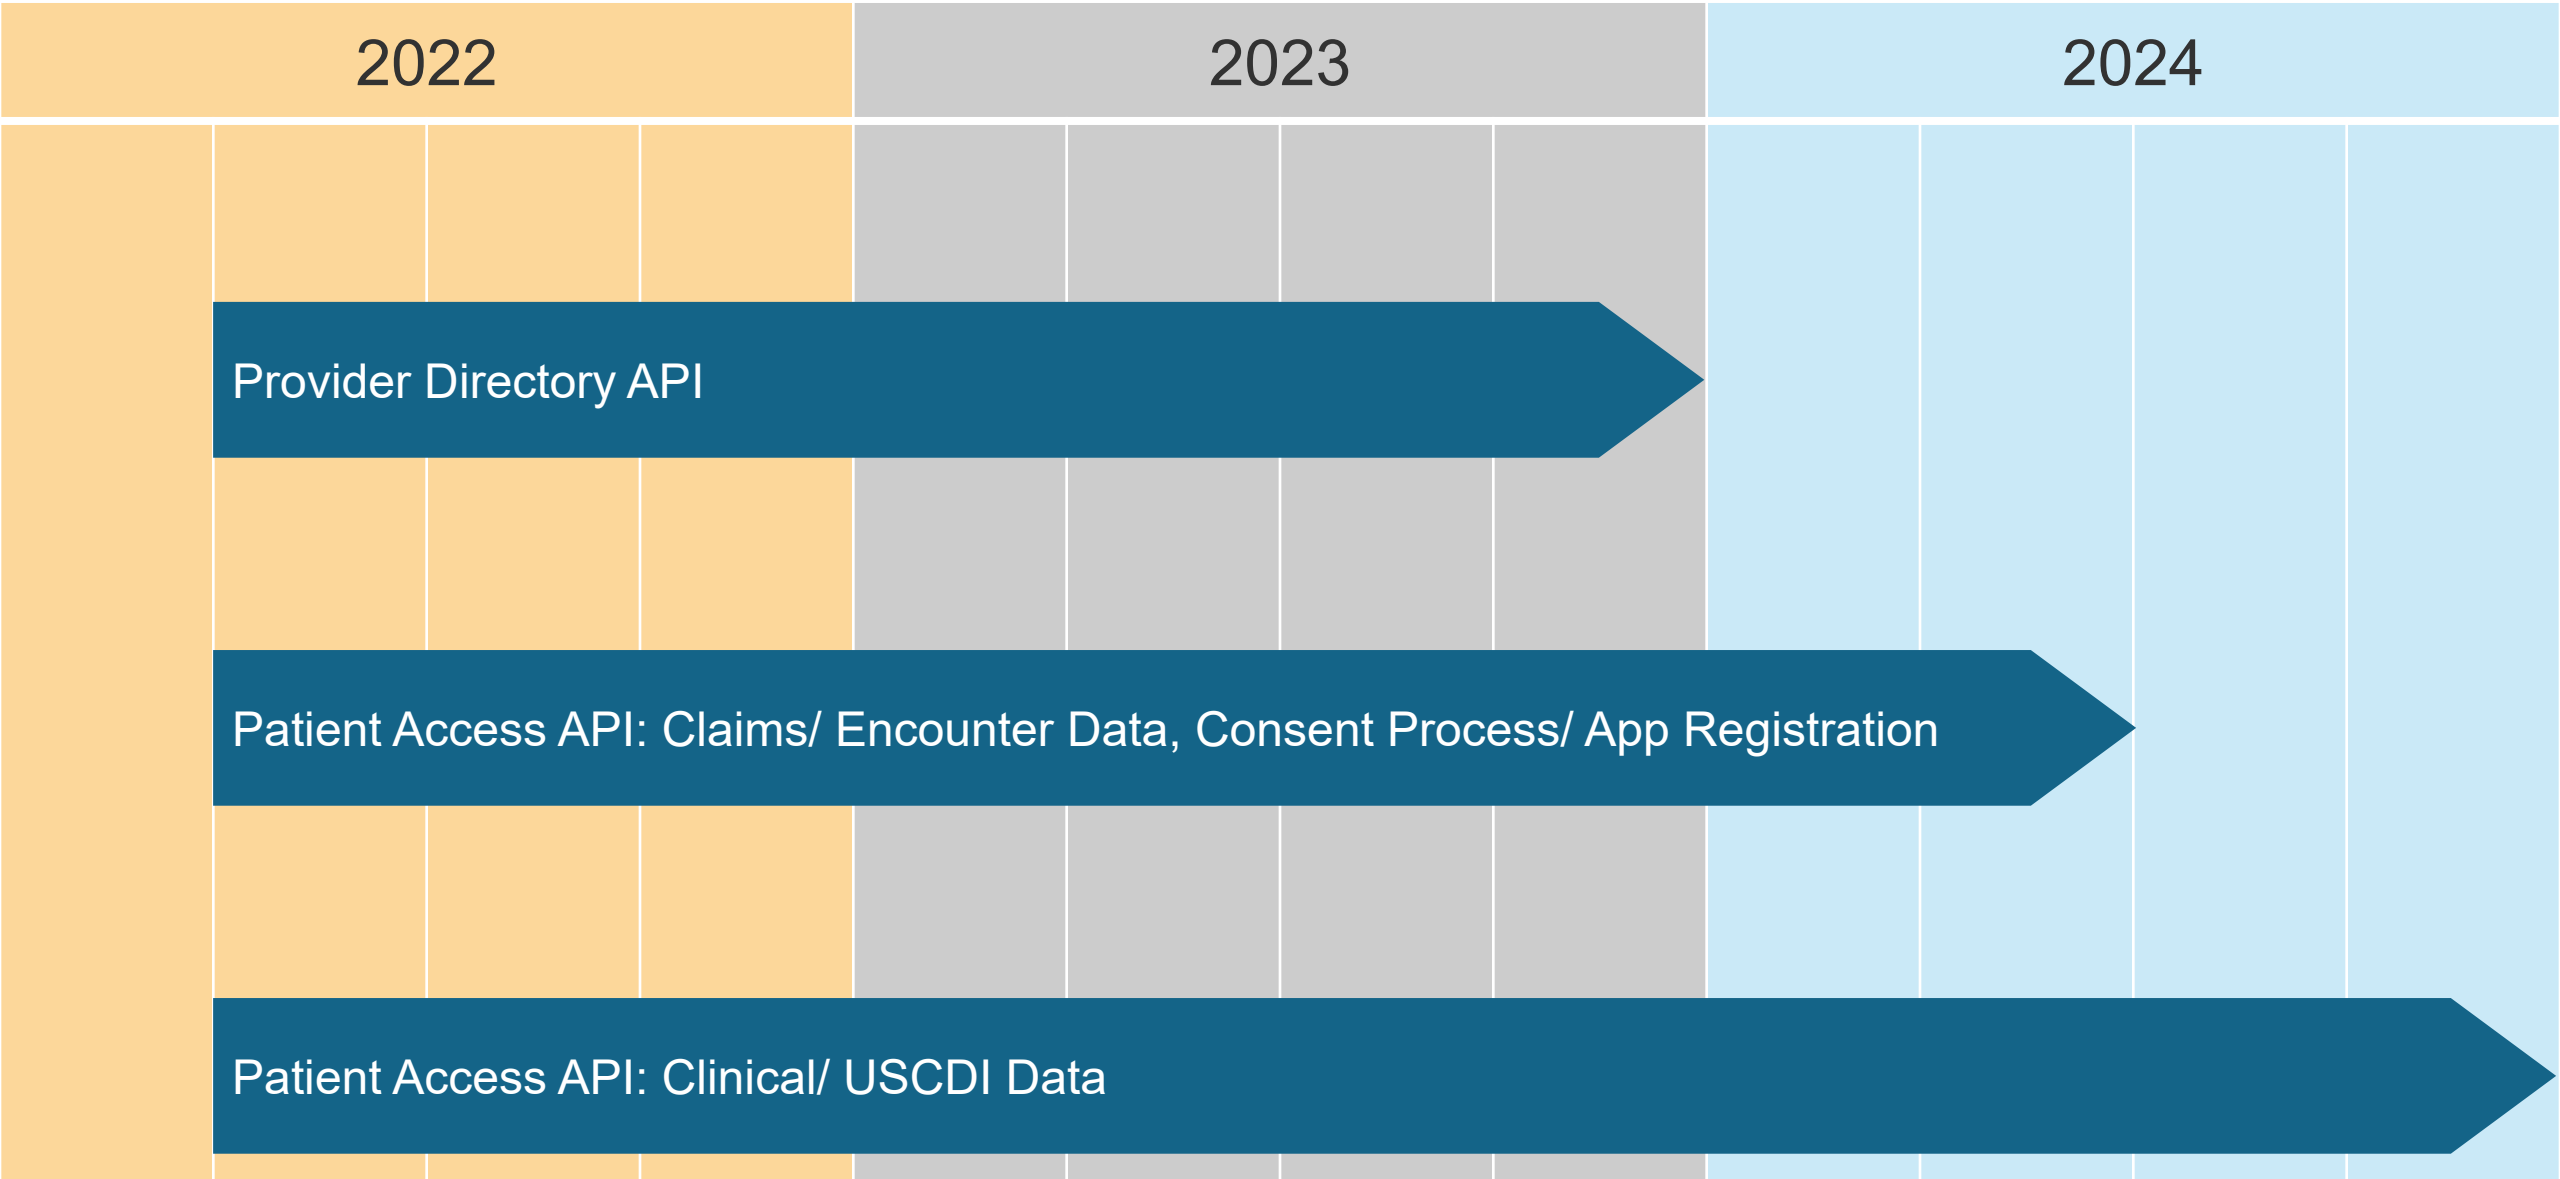 2022
2023
2024
Provider Directory API
Patient Access API: Claims/ Encounter Data, Consent Process/ App Registration
Patient Access API: Clinical/ USCDI Data